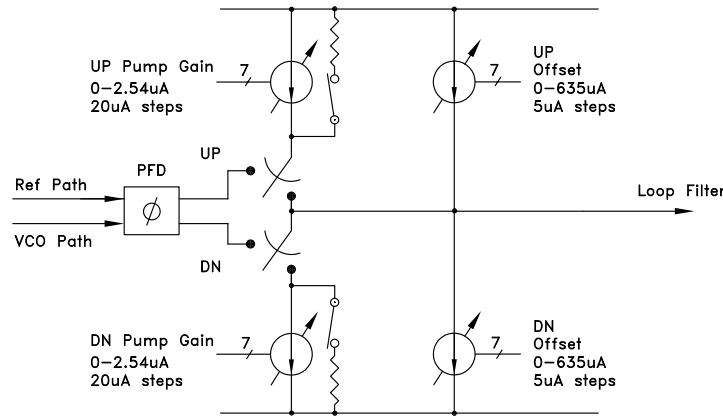 UP Pump Gain
0-2.54uA
20uA steps
7
7
UP
Offset
0-635uA
5uA steps
UP
PFD
Ref Path
ϕ
VCO Path
Loop Filter
DN
DN Pump Gain
0-2.54uA
20uA steps
7
7
DN
Offset
0-635uA
5uA steps